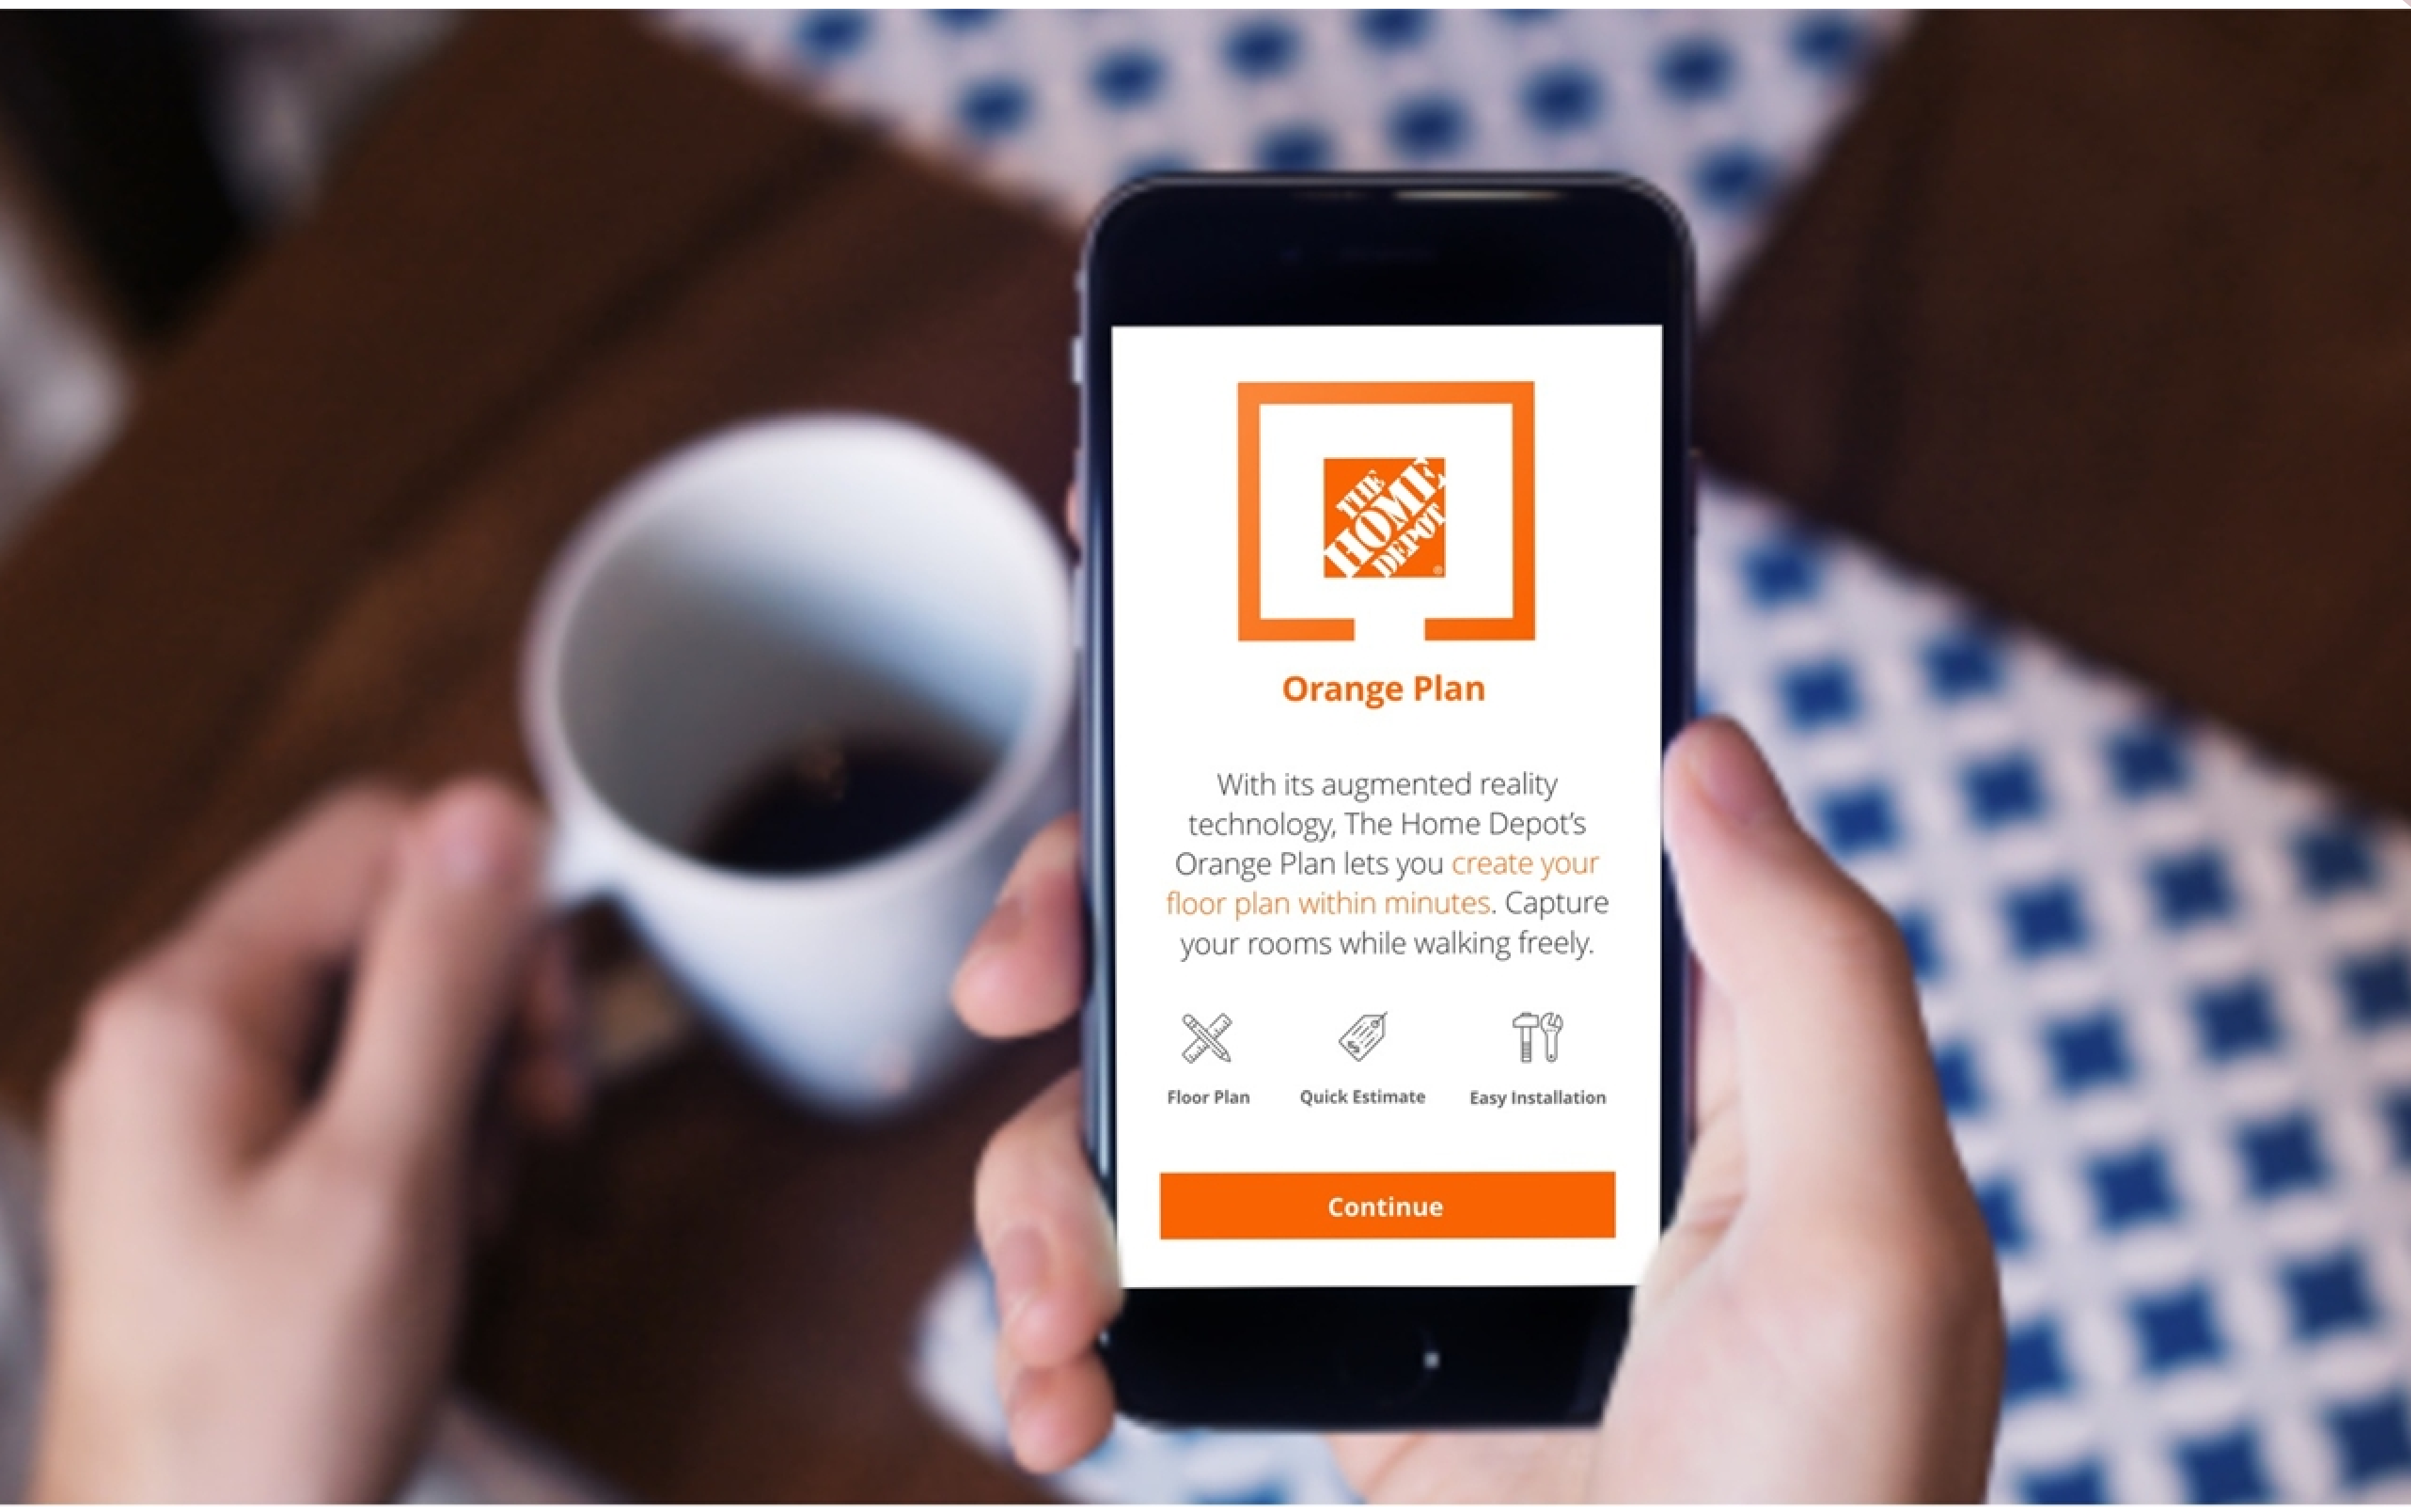 THE
HOME
DEPOT
®
Orange Plan
With its augmented reality
technology, The Home Depot’s
Orange Plan lets you create your
floor plan within minutes. Capture
your rooms while walking freely.
Floor Plan Quick Estimate Easy Installation
Continue